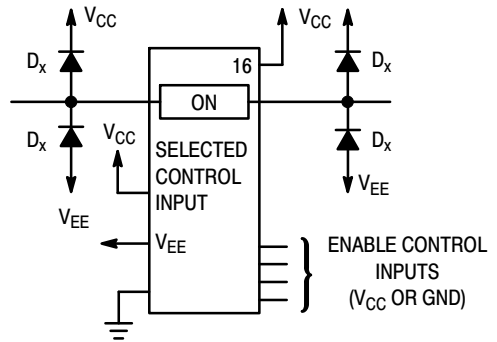 VCC
VCC
Dx
16
Dx
ON
Dx
VCC
Dx
SELECTED
CONTROL
INPUT
VEE
VEE
VEE
ENABLE CONTROL
INPUTS
(VCC OR GND)